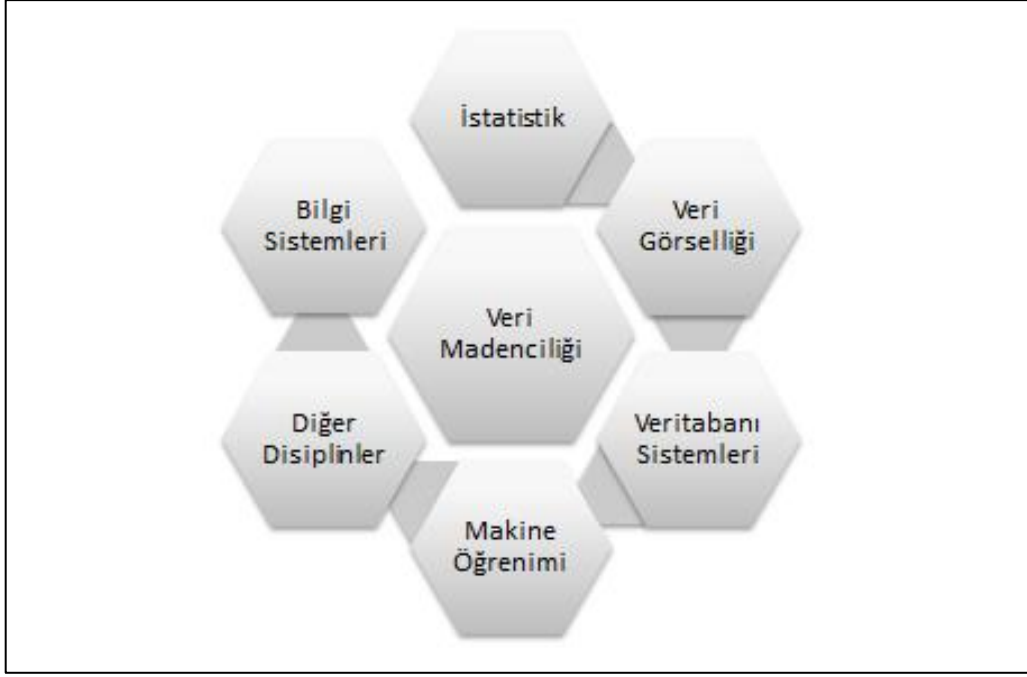 İstatistik
Bilgi
Sistemleri
Veri
Görselliği
Veri
Madenciliği
Diğer
Disiplinler
Veritabanı
Sistemleri
Makine
Öğrenimi